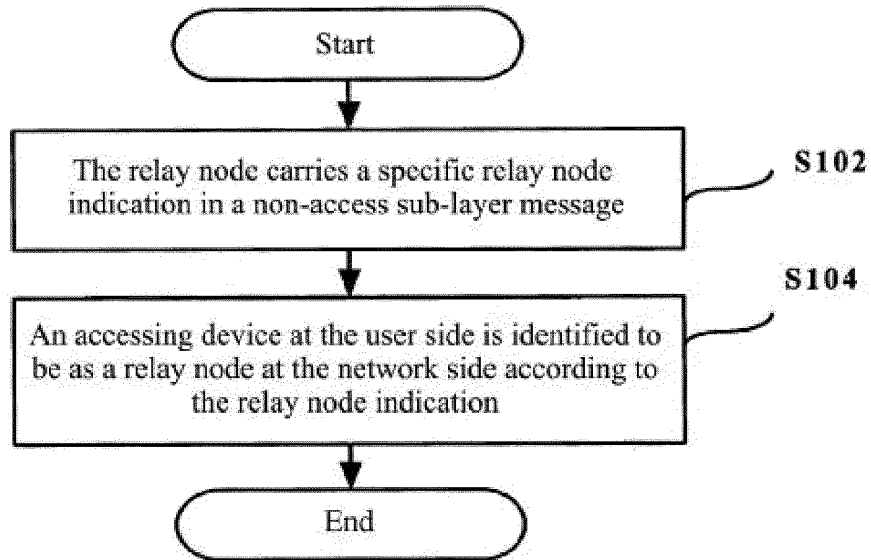 Start
The relay node carries a specific relay node
indication in a non-access sub-layer message
S102
S104
An accessing device at the user side is identified to
be as a relay node at the network side according to
the relay node indication
End